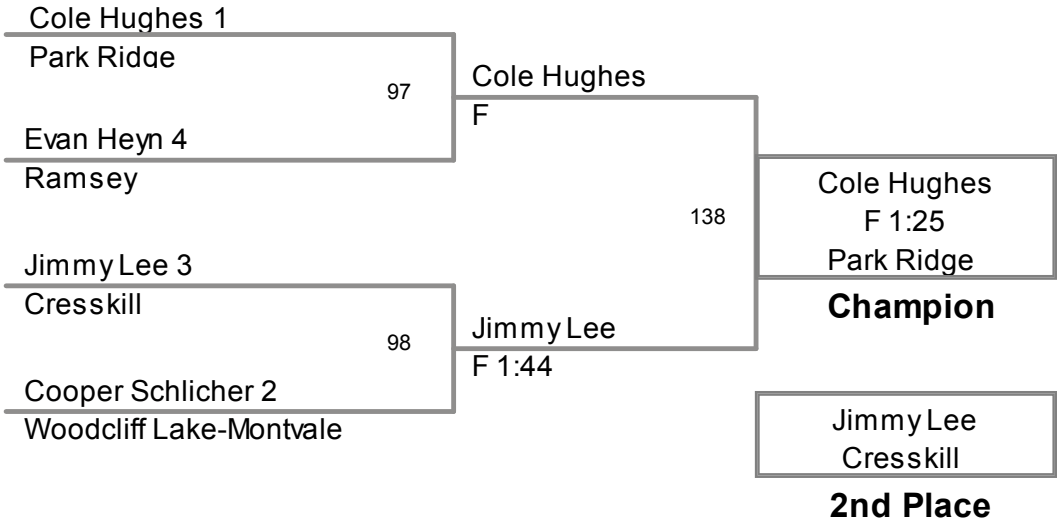 Cole Hughes 1
Park Ridge
97
Evan Heyn 4
Ramsey
Cole Hughes
F
138
Jimmy Lee 3
Cresskill
98
Cooper Schlicher 2
Woodcliff Lake-Montvale
Jimmy Lee
F 1:44
Cole Hughes
F 1:25
Park Ridge
Champion
Jimmy Lee
Cresskill
2nd Place